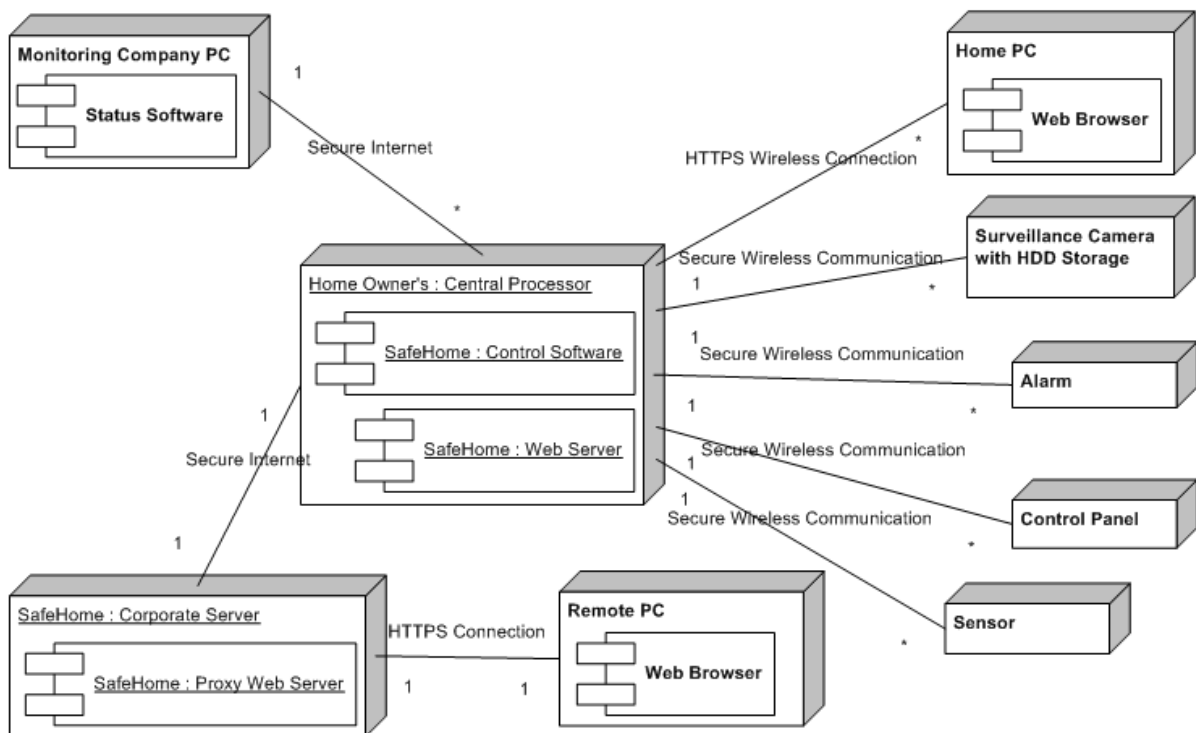 Monitoring Company PC
Status Software
1
Secure Internet
*
Home PC
Web Browser
*
HTTPS Wireless Connection
Surveillance Camera
with HDD Storage
Secure Wireless Communication
1
*
Home Owner's : Central Processor
SafeHome : Control Software
SafeHome : Web Server
1
Secure Wireless Communication
*
Alarm
1
Secure Wireless Communication
1
*
Control Panel
1
Secure Wireless Communication
*
Sensor
1
Secure Internet
1
SafeHome : Corporate Server
SafeHome : Proxy Web Server
HTTPS Connection
1
1
Remote PC
Web Browser